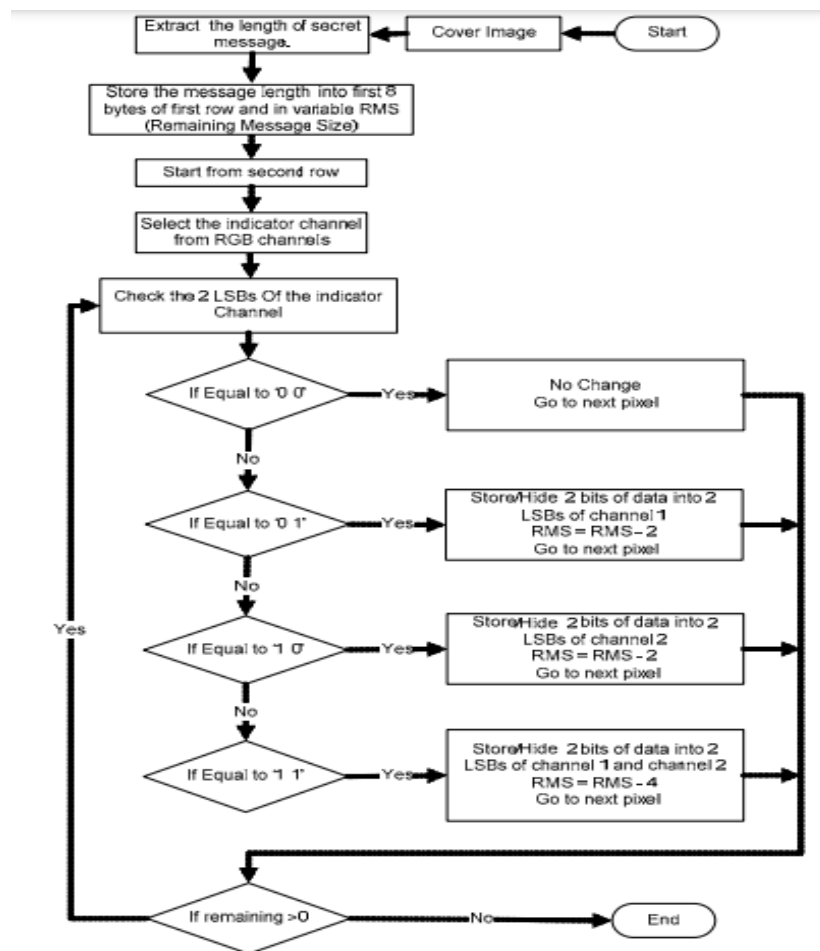 Start
Cover Image
Extract the length of secret
message.
Store the message length into first 8
bytes of first row and in variable RMS
(Remaining Message Size)
Start from second row
Select the indicator channel
from RGB channels
Check the 2 LSBs Of the indicator
Channel
If Equal to '0 0'
Yes
No Change
Go to next pixel
No
If Equal to '0 1'
Yes
Store/Hide 2 bits of data into 2
LSBs of channel 1
RMS = RMS - 2
Go to next pixel
No
If Equal to '1 0'
Yes
Store/Hide 2 bits of data into 2
LSBs of channel 2
RMS = RMS - 2
Go to next pixel
No
If Equal to '1 1'
Yes
Store/Hide 2 bits of data into 2
LSBs of channel 1 and channel 2
RMS = RMS - 4
Go to next pixel
Yes
If remaining >0
No
End